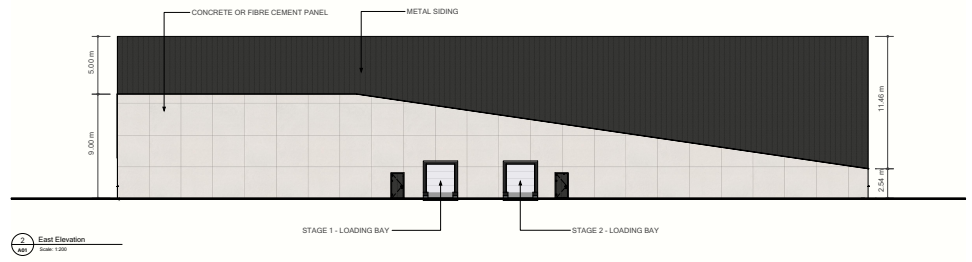 CONCRETE OR FIBRE CEMENT PANEL
METAL SIDING
5.00 m
9.00 m
11.46 m
2.54 m
STAGE 1 - LOADING BAY
STAGE 2 - LOADING BAY
2
A01
East Elevation
Scale: 1:200